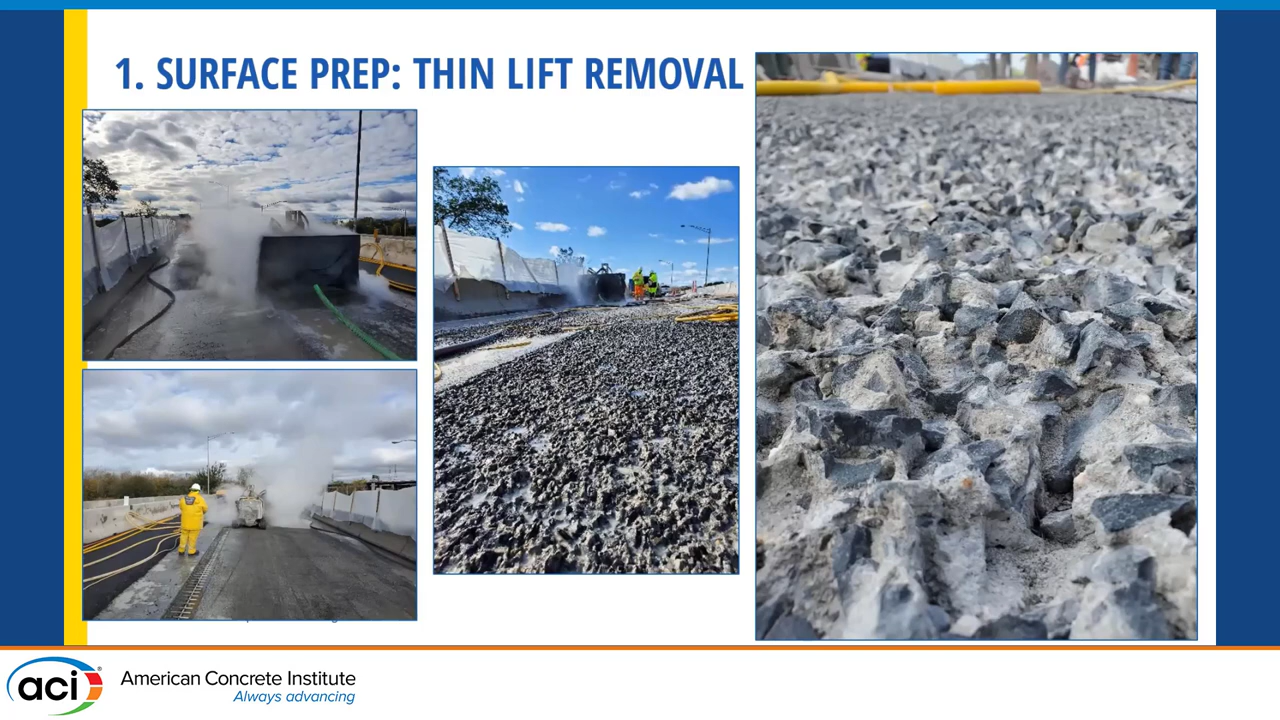 1. SURFACE PREP: THIN LIFT REMOVAL
aci®
American Concrete Institute
Always advancing